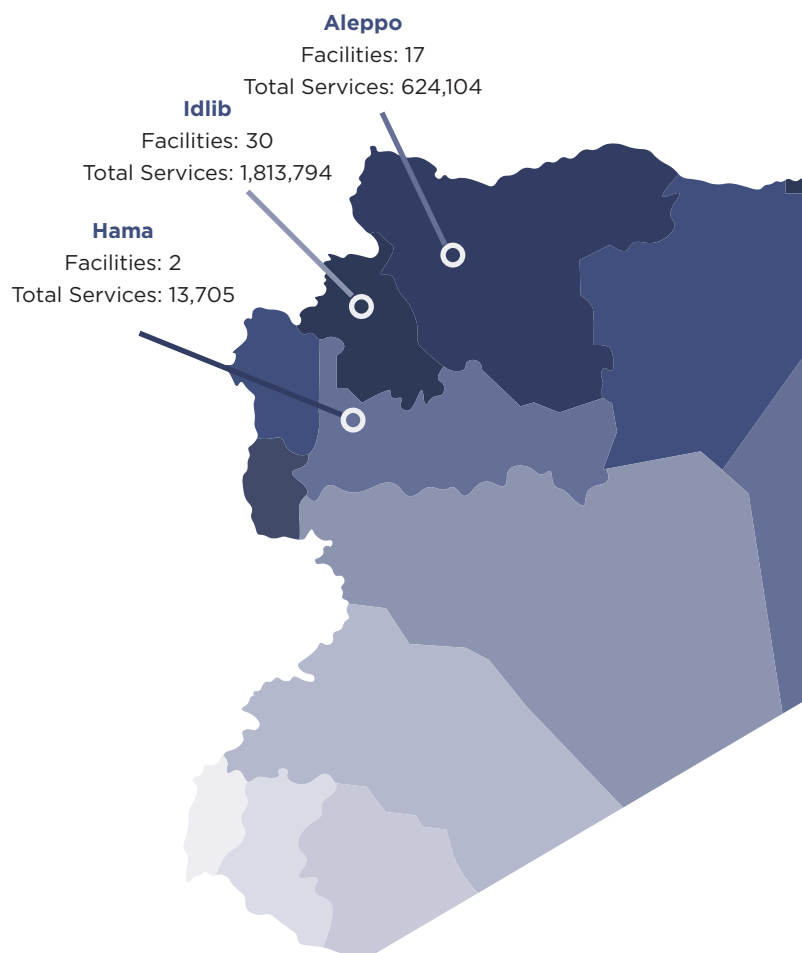 Aleppo
Facilities: 17
Total Services: 624,104
Idlib
Facilities: 30
Total Services: 1,813,794
Hama
Facilities: 2
Total Services: 13,705